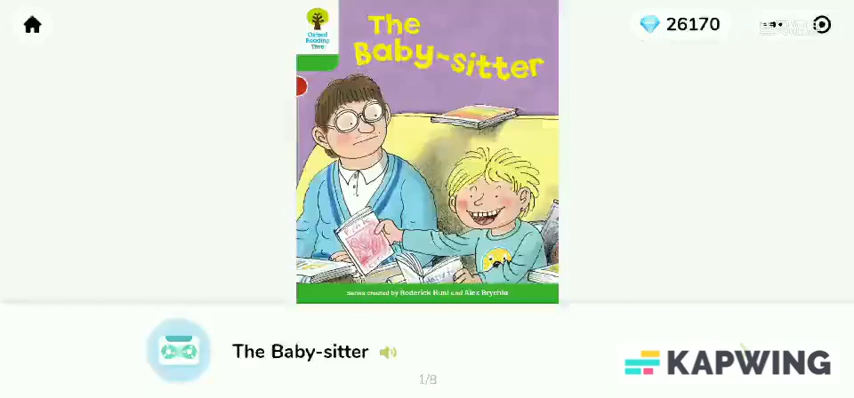 26170
Oxford
Reading
Tree
The
Baby-sitter
Series created by Roderick Hunt and Alex Brychta
The Baby-sitter
1/8
KAPWING